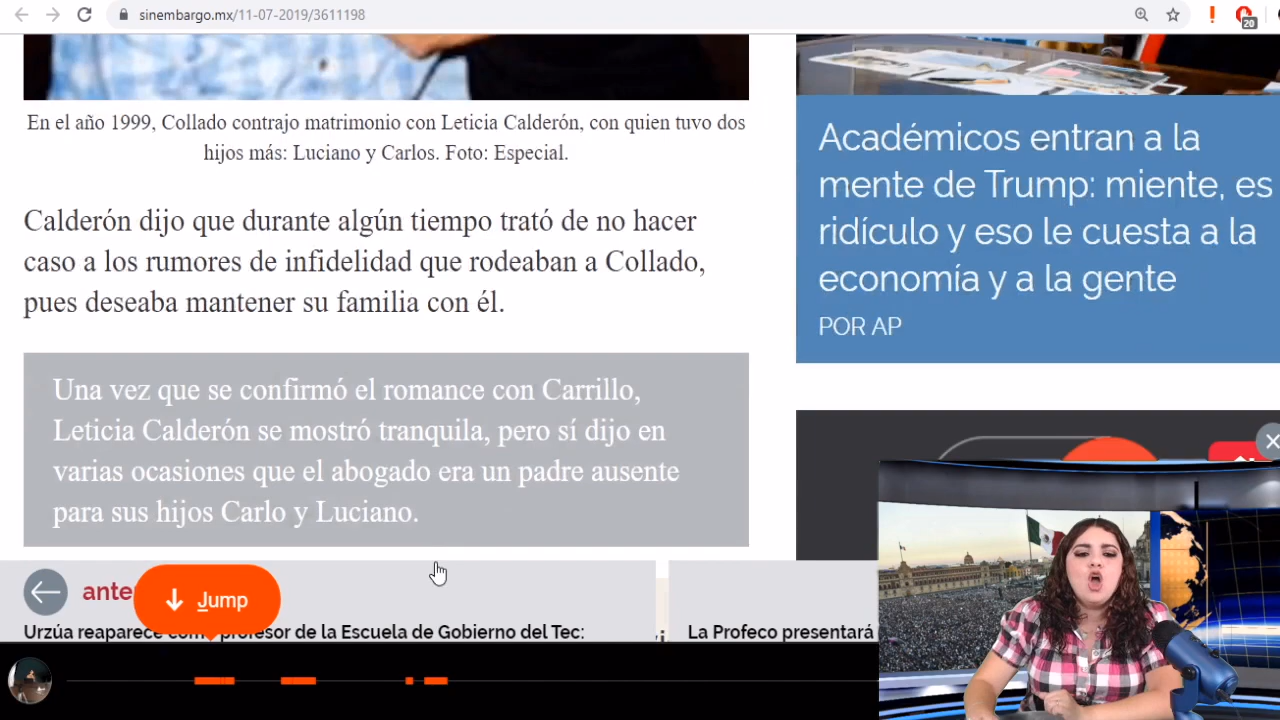 sinembargo.mx/11-07-2019/3611198
20
En el año 1999, Collado contrajo matrimonio con Leticia Calderón, con quien tuvo dos
hijos más: Luciano y Carlos. Foto: Especial.
Calderón dijo que durante algún tiempo trató de no hacer
caso a los rumores de infidelidad que rodeaban a Collado,
pues deseaba mantener su familia con él.
Una vez que se confirmó el romance con Carrillo,
Leticia Calderón se mostró tranquila, pero sí dijo en
varias ocasiones que el abogado era un padre ausente
para sus hijos Carlo y Luciano.
Académicos entran a la
mente de Trump: miente, es
ridículo y eso le cuesta a la
economía y a la gente
POR AP
ante
Jump
Urzúa reaparece como profesor de la Escuela de Gobierno del Tec:
La Profeco presentará